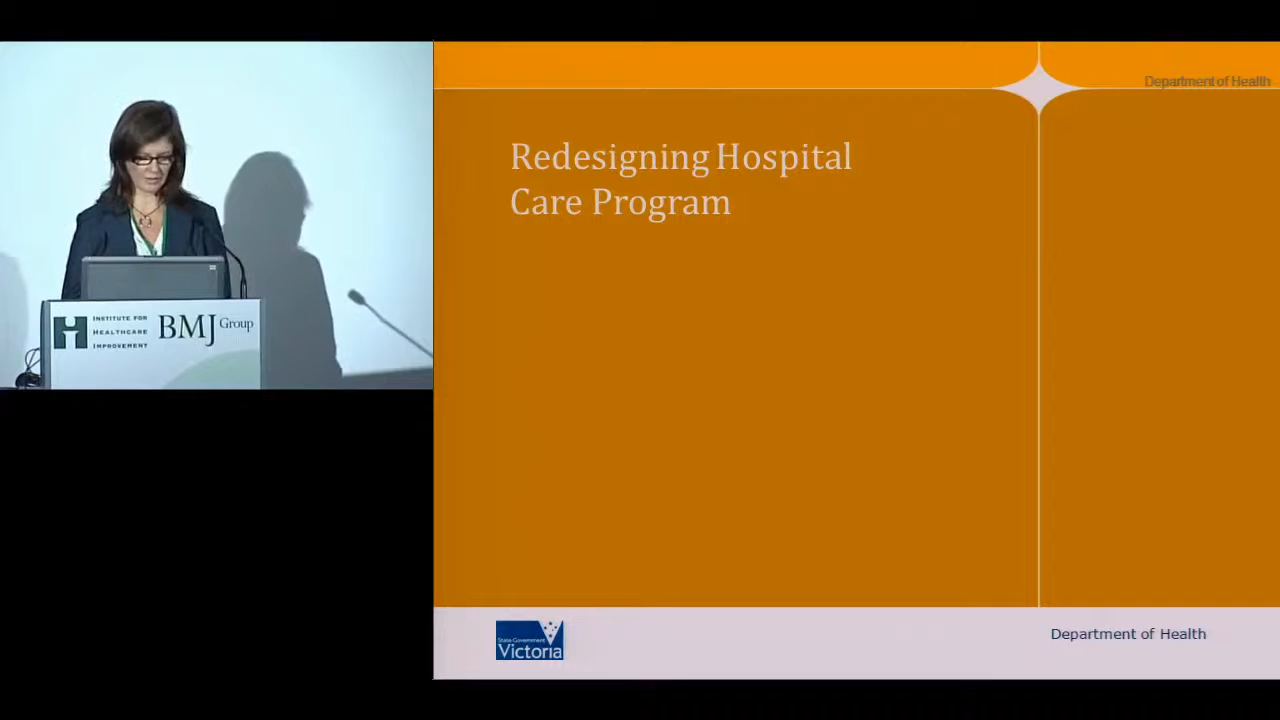 Department of Health
Redesigning Hospital
Care Program
INSTITUTE FOR
HEALTHCARE
IMPROVEMENT
BMJ Group
State Government
Victoria
Department of Health